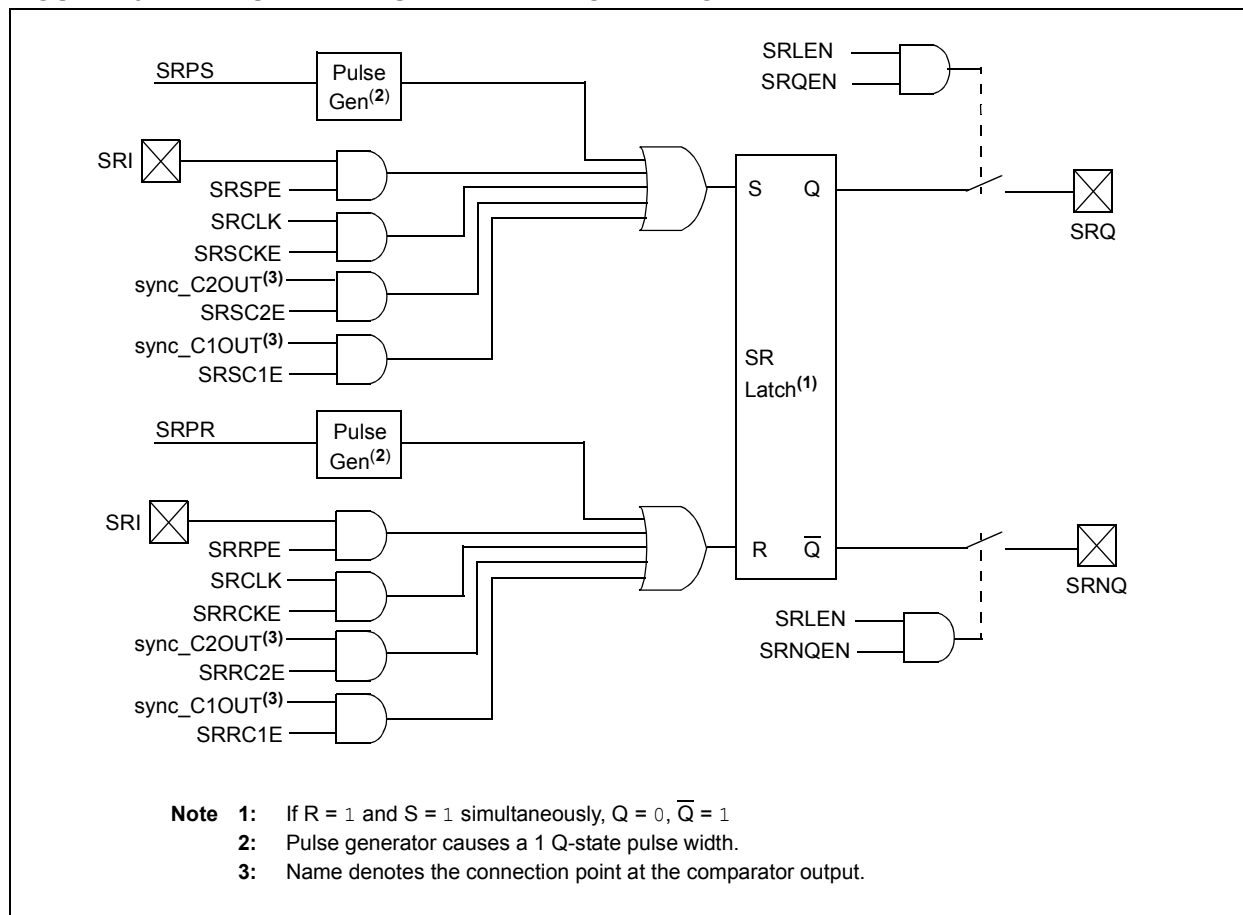 SRPS
Pulse
Gen(2)
SRI
SRSPE
SRCLK
SRSCKE
sync_C2OUT(3)
SRSC2E
sync_C1OUT(3)
SRSC1E
SRPR
Pulse
Gen(2)
SRI
SRRPE
SRCLK
SRRCKE
sync_C2OUT(3)
SRRC2E
sync_C1OUT(3)
SRRC1E
S Q
SR
Latch(1)
R Q̅
SRLEN
SRQEN
SRQ
SRNQ
SRLEN
SRNQEN
Note 1: If R = 1 and S = 1 simultaneously, Q = 0, Q̅ = 1
2: Pulse generator causes a 1 Q-state pulse width.
3: Name denotes the connection point at the comparator output.